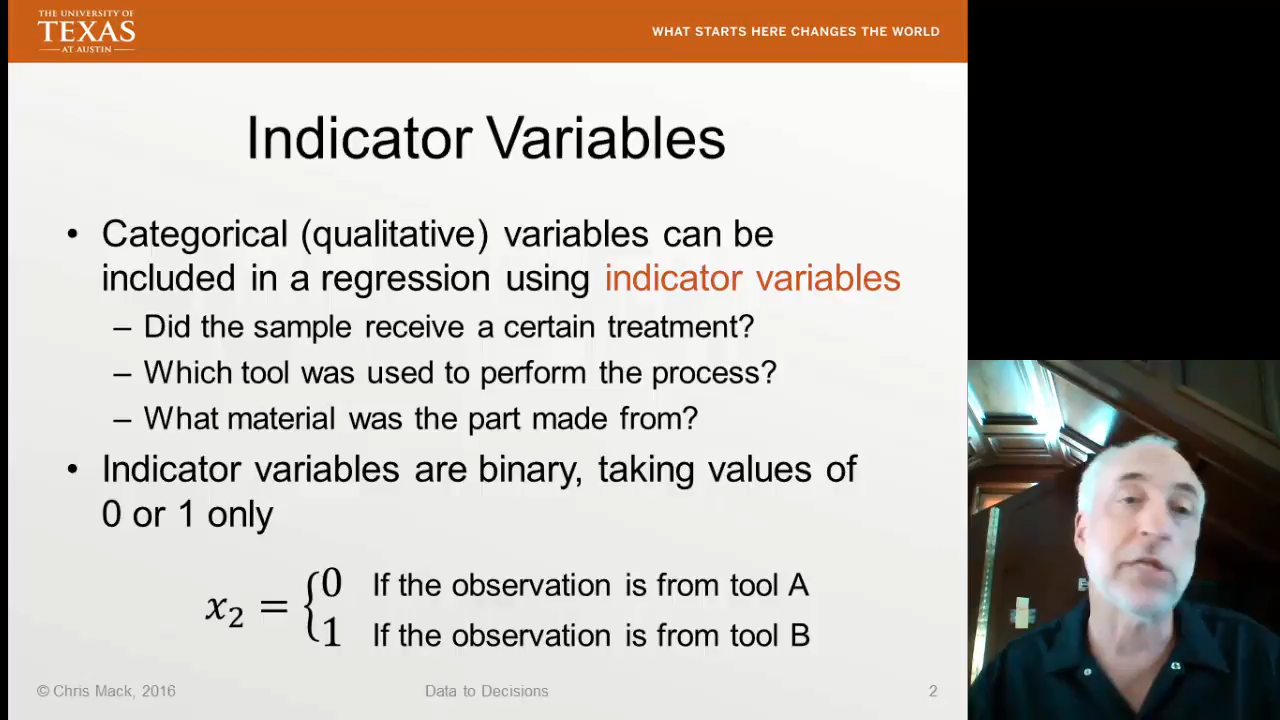 THE UNIVERSITY OF
TEXAS
AT AUSTIN
WHAT STARTS HERE CHANGES THE WORLD
Indicator Variables
• Categorical (qualitative) variables can be
included in a regression using indicator variables
– Did the sample receive a certain treatment?
– Which tool was used to perform the process?
– What material was the part made from?
• Indicator variables are binary, taking values of
0 or 1 only
x₂ = { 0 If the observation is from tool A
1 If the observation is from tool B
© Chris Mack, 2016 Data to Decisions 2